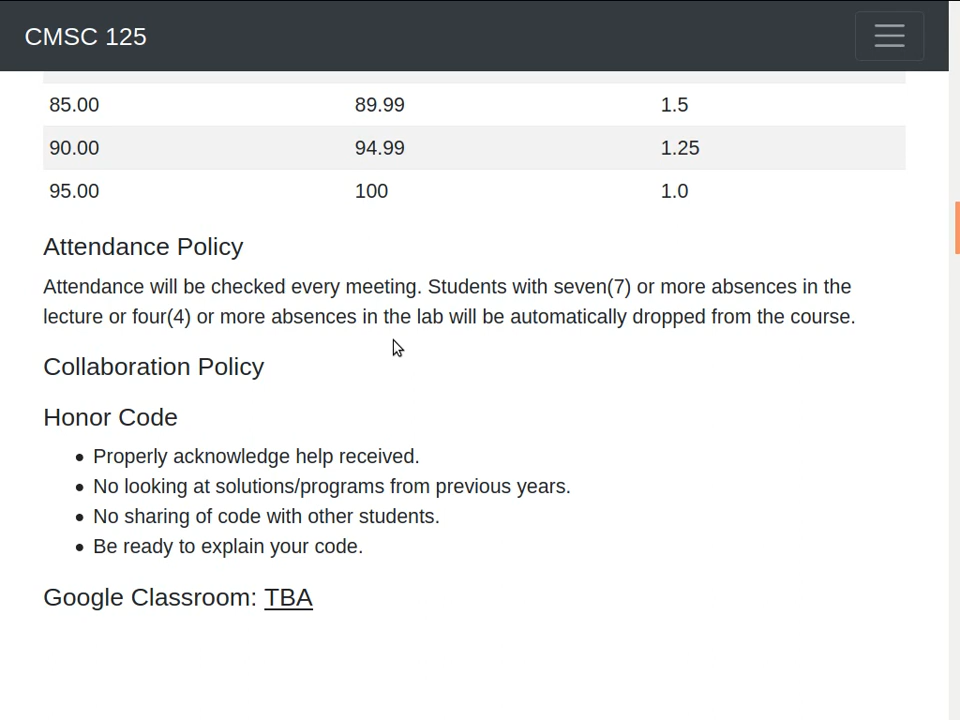 CMSC 125
85.00 89.99 1.5
90.00 94.99 1.25
95.00 100 1.0
Attendance Policy
Attendance will be checked every meeting. Students with seven(7) or more absences in the
lecture or four(4) or more absences in the lab will be automatically dropped from the course.
Collaboration Policy
Honor Code
• Properly acknowledge help received.
• No looking at solutions/programs from previous years.
• No sharing of code with other students.
• Be ready to explain your code.
Google Classroom: TBA